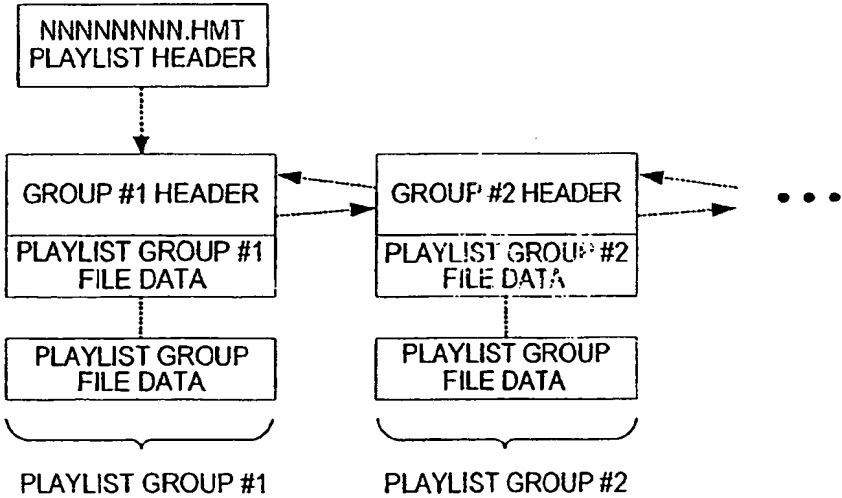 NNNNNNNN.HMT
PLAYLIST HEADER
GROUP #1 HEADER
GROUP #2 HEADER
PLAYLIST GROUP #1
FILE DATA
PLAYLIST GROUP #2
FILE DATA
PLAYLIST GROUP
FILE DATA
PLAYLIST GROUP
FILE DATA
PLAYLIST GROUP #1
PLAYLIST GROUP #2